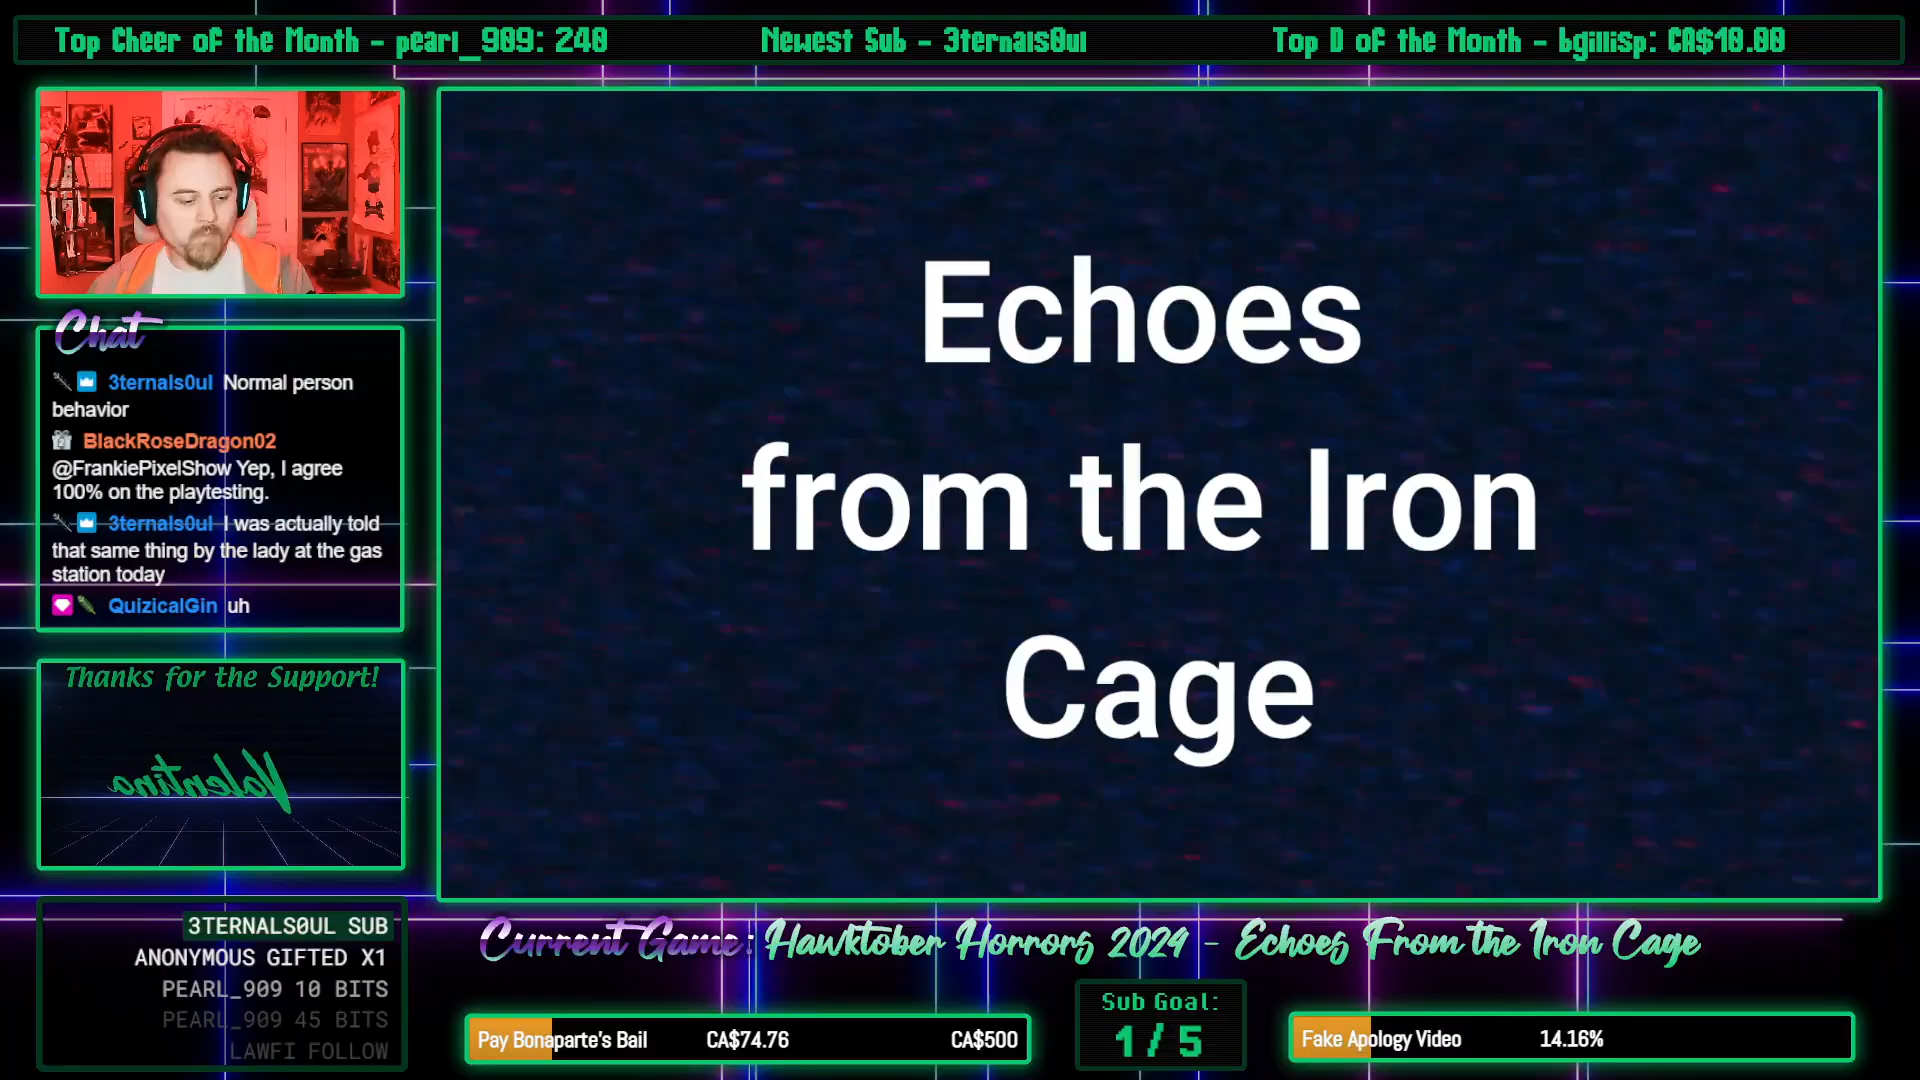 Top Cheer of the Month - pearl_909: 240
Newest Sub - 3ternals0ul
Top D of the Month - bgillisp: CA$10.00
Chat
3ternals0ul Normal person
behavior
BlackRoseDragon02
@FrankiePixelShow Yep, I agree
100% on the playtesting.
3ternals0ul I was actually told
that same thing by the lady at the gas
station today
QuizicalGin uh
Thanks for the Support!
Valentino
3TERNALS0UL SUB
ANONYMOUS GIFTED X1
PEARL_909 10 BITS
PEARL_909 45 BITS
LAWFI FOLLOW
Echoes
from the Iron
Cage
Current Game: Hawktober Horrors 2024 - Echoes From the Iron Cage
Pay Bonaparte's Bail CA$74.76 CA$500
Sub Goal:
1 / 5
Fake Apology Video 14.16%